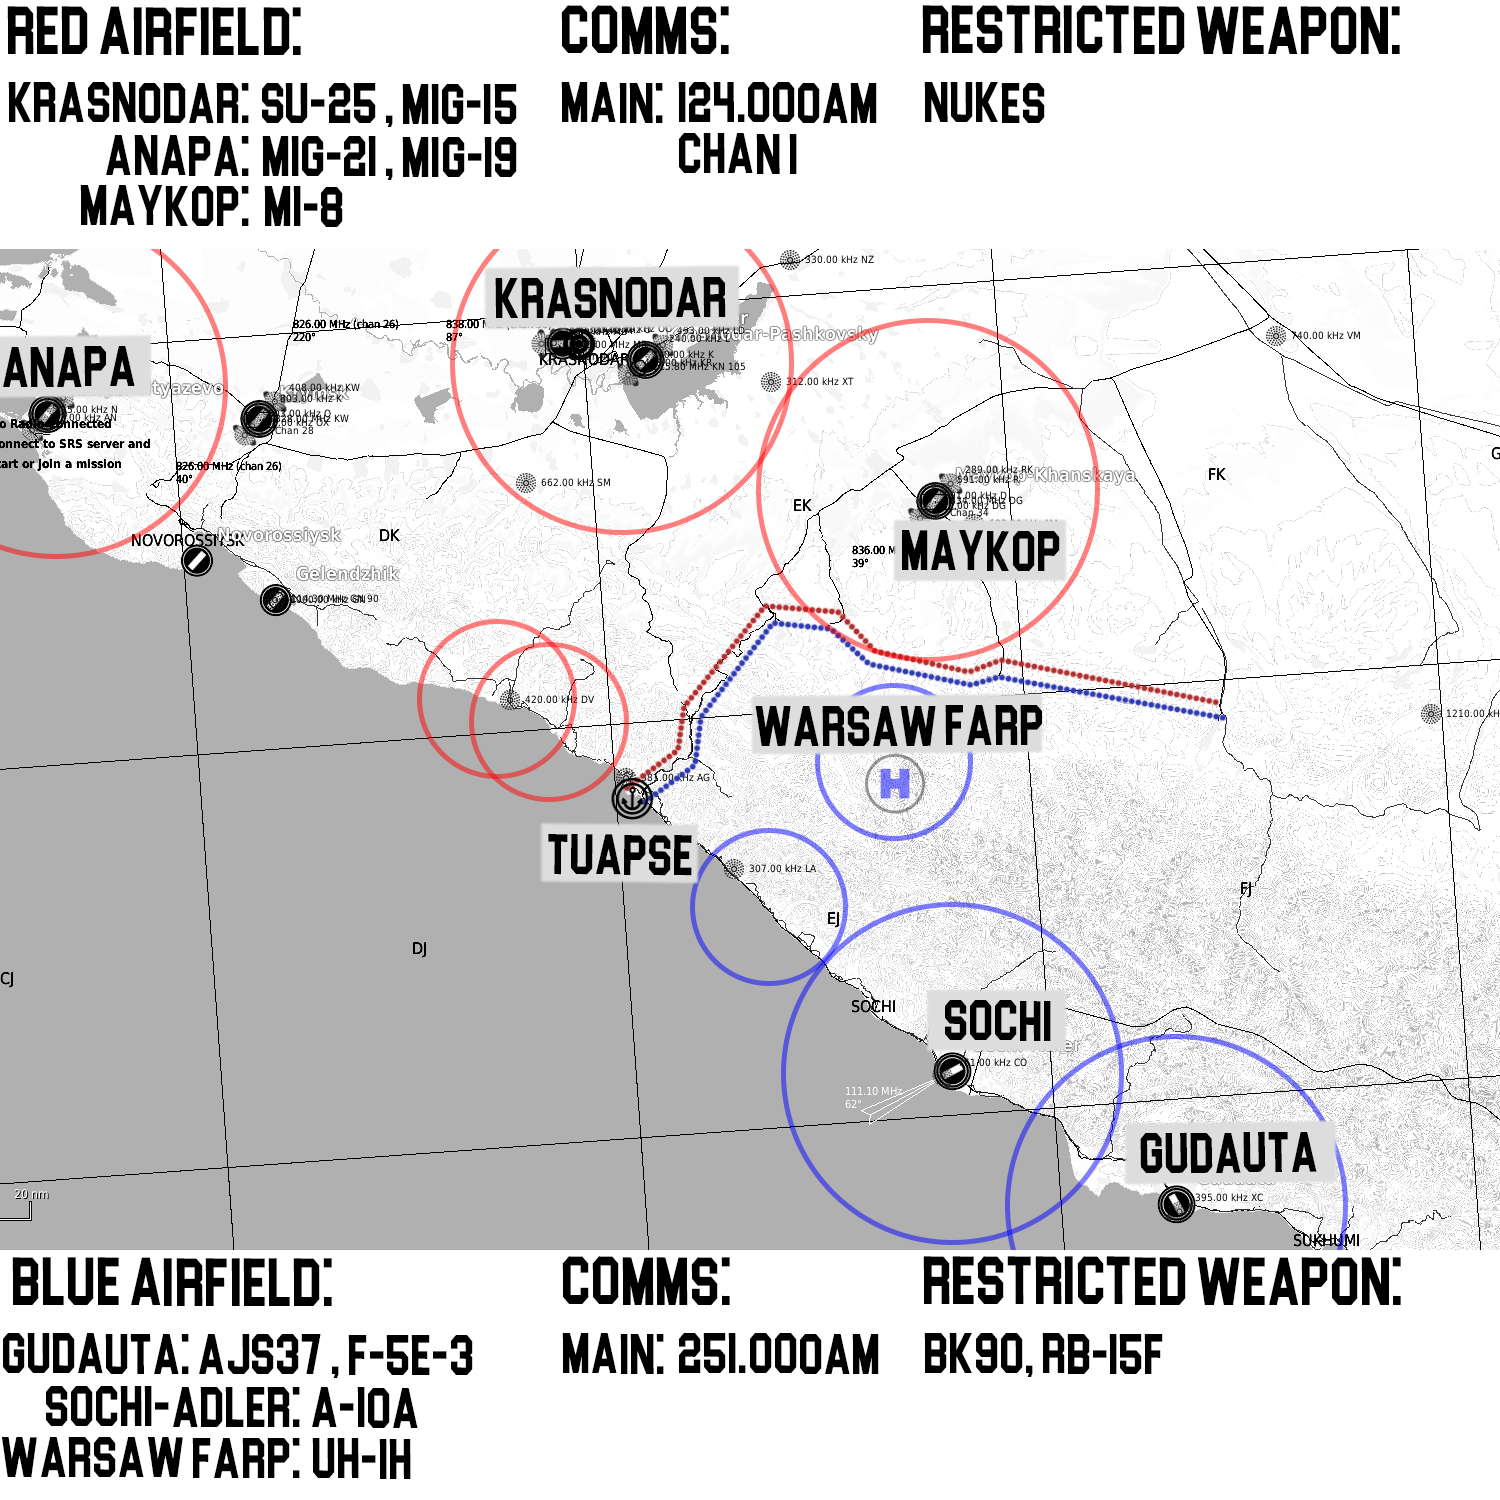 RED AIRFIELD:
COMMS:
RESTRICTED WEAPON:
KRASNODAR: SU-25, MIG-15
MAIN: 124.000AM
NUKES
ANAPA: MIG-21, MIG-19
CHAN 1
MAYKOP: MI-8
330.00 kHz NZ
KRASNODAR
826.00 MHz (chan 26)
220°
838.00 M
87°
740.00 kHz VM
ANAPA
KRASNODAR
312.00 kHz XT
408.00 kHz KW
803.00 kHz K
Chan 28
connected
onnect to SRS server and
tart or join a mission
826.00 MHz (chan 26)
40°
662.00 kHz SM
289.00 kHz RK
591.00 kHz R
-Khanskaya
FK
EK
Chan 34
DK
NOVOROSSIYSK
Novorossiysk
836.00 M
39°
MAYKOP
Gelendzhik
420.00 kHz DV
1210.00 kH
WARSAW FARP
381.00 kHz AG
H
TUAPSE
307.00 kHz LA
FJ
EJ
DJ
CJ
SOCHI
SOCHI
61.00 kHz CO
111.10 MHz
62°
GUDAUTA
20 nm
395.00 kHz XC
SUKHUMI
BLUE AIRFIELD:
COMMS:
RESTRICTED WEAPON:
GUDAUTA: AJS37, F-5E-3
MAIN: 251.000AM
BK90, RB-15F
SOCHI-ADLER: A-10A
WARSAW FARP: UH-1H